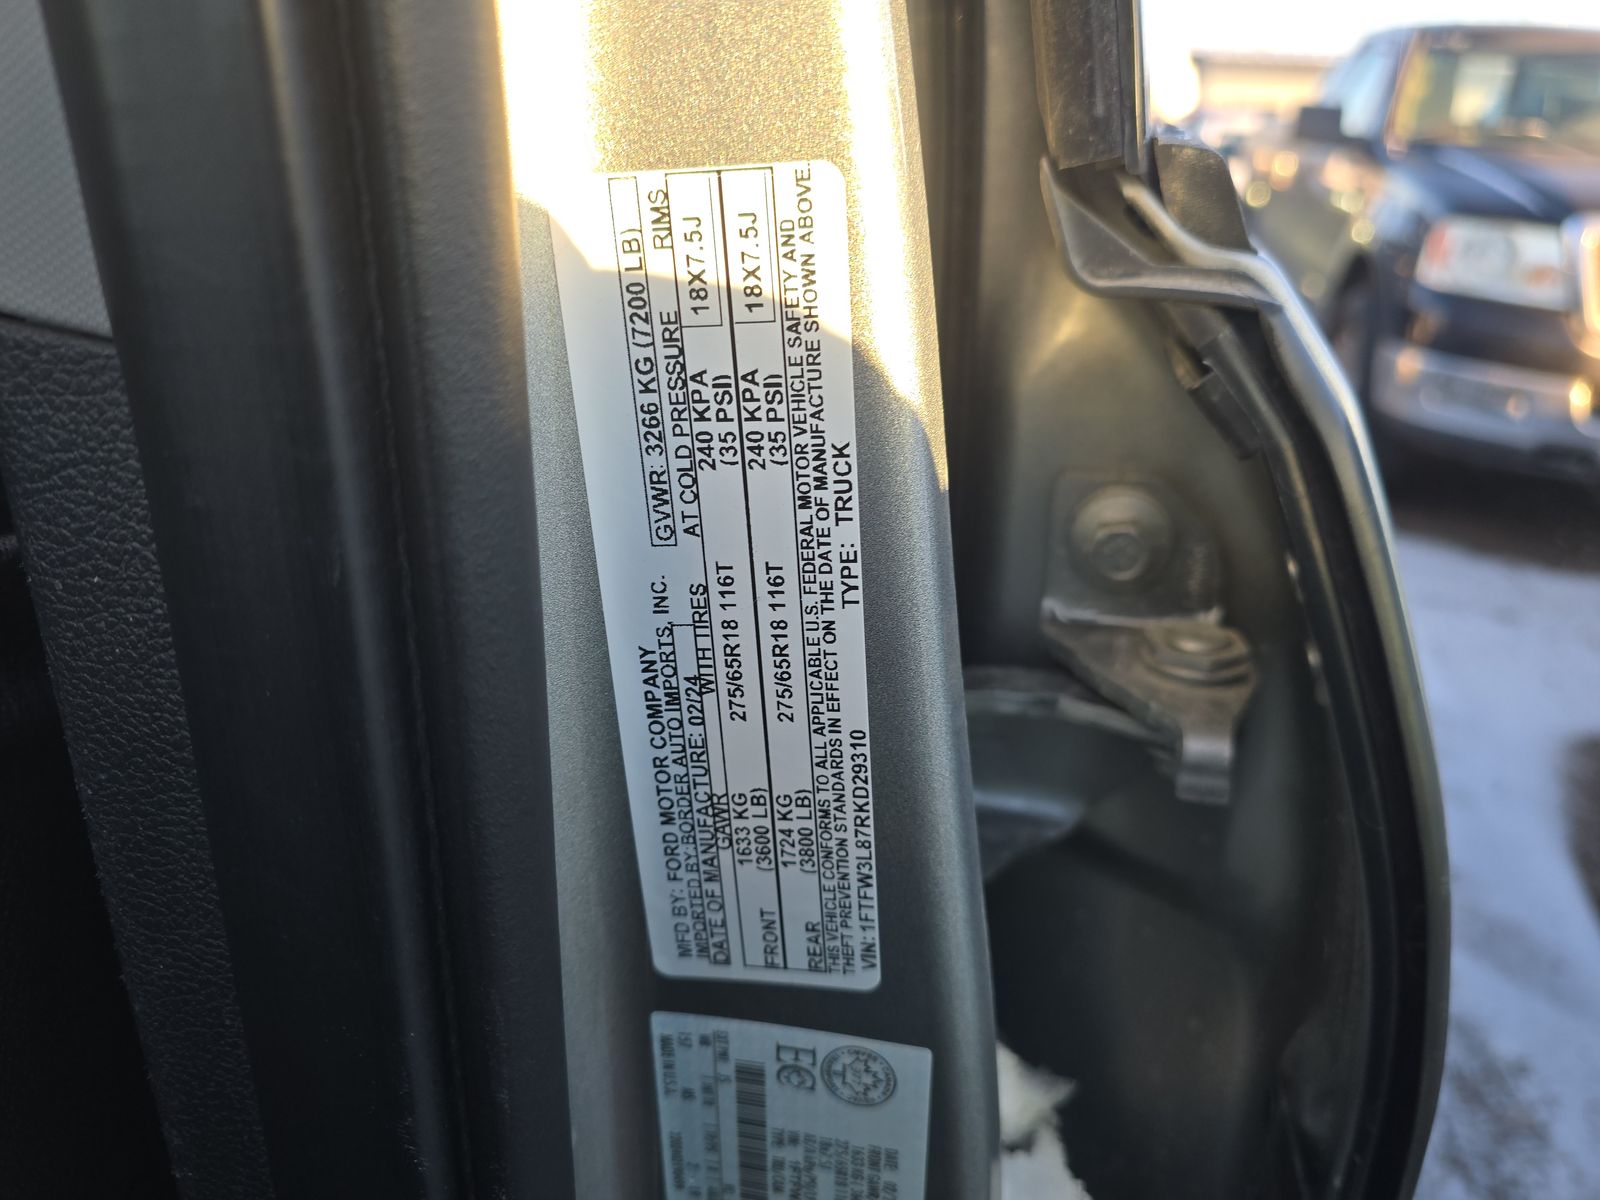 MFD BY: FORD MOTOR COMPANY
IMPORTED BY: BORDER AUTO IMPORTS, INC.
DATE OF MANUFACTURE: 02/24
GVWR: 3266 KG (7200 LB)
GAWR WITH TIRES AT COLD PRESSURE RIMS
FRONT 1633 KG (3600 LB) 275/65R18 116T 240 KPA (35 PSI) 18X7.5J
REAR 1724 KG (3800 LB) 275/65R18 116T 240 KPA (35 PSI) 18X7.5J
THIS VEHICLE CONFORMS TO ALL APPLICABLE U.S. FEDERAL MOTOR VEHICLE SAFETY AND
THEFT PREVENTION STANDARDS IN EFFECT ON THE DATE OF MANUFACTURE SHOWN ABOVE.
VIN: 1FTFW3L87RKD29310 TYPE: TRUCK